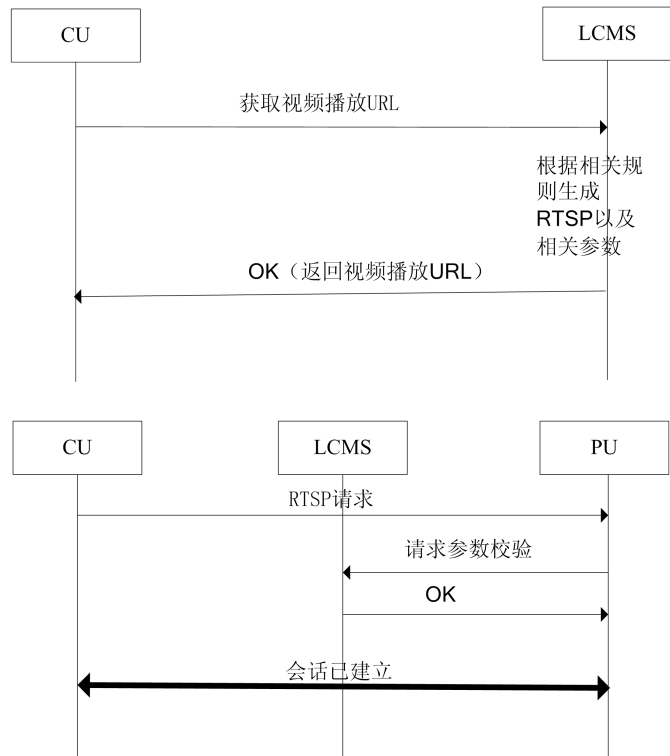 CU
LCMS
获取视频播放URL
根据相关规
则生成
RTSP以及
相关参数
OK（返回视频播放URL）
CU
LCMS
PU
RTSP请求
请求参数校验
OK
会话已建立